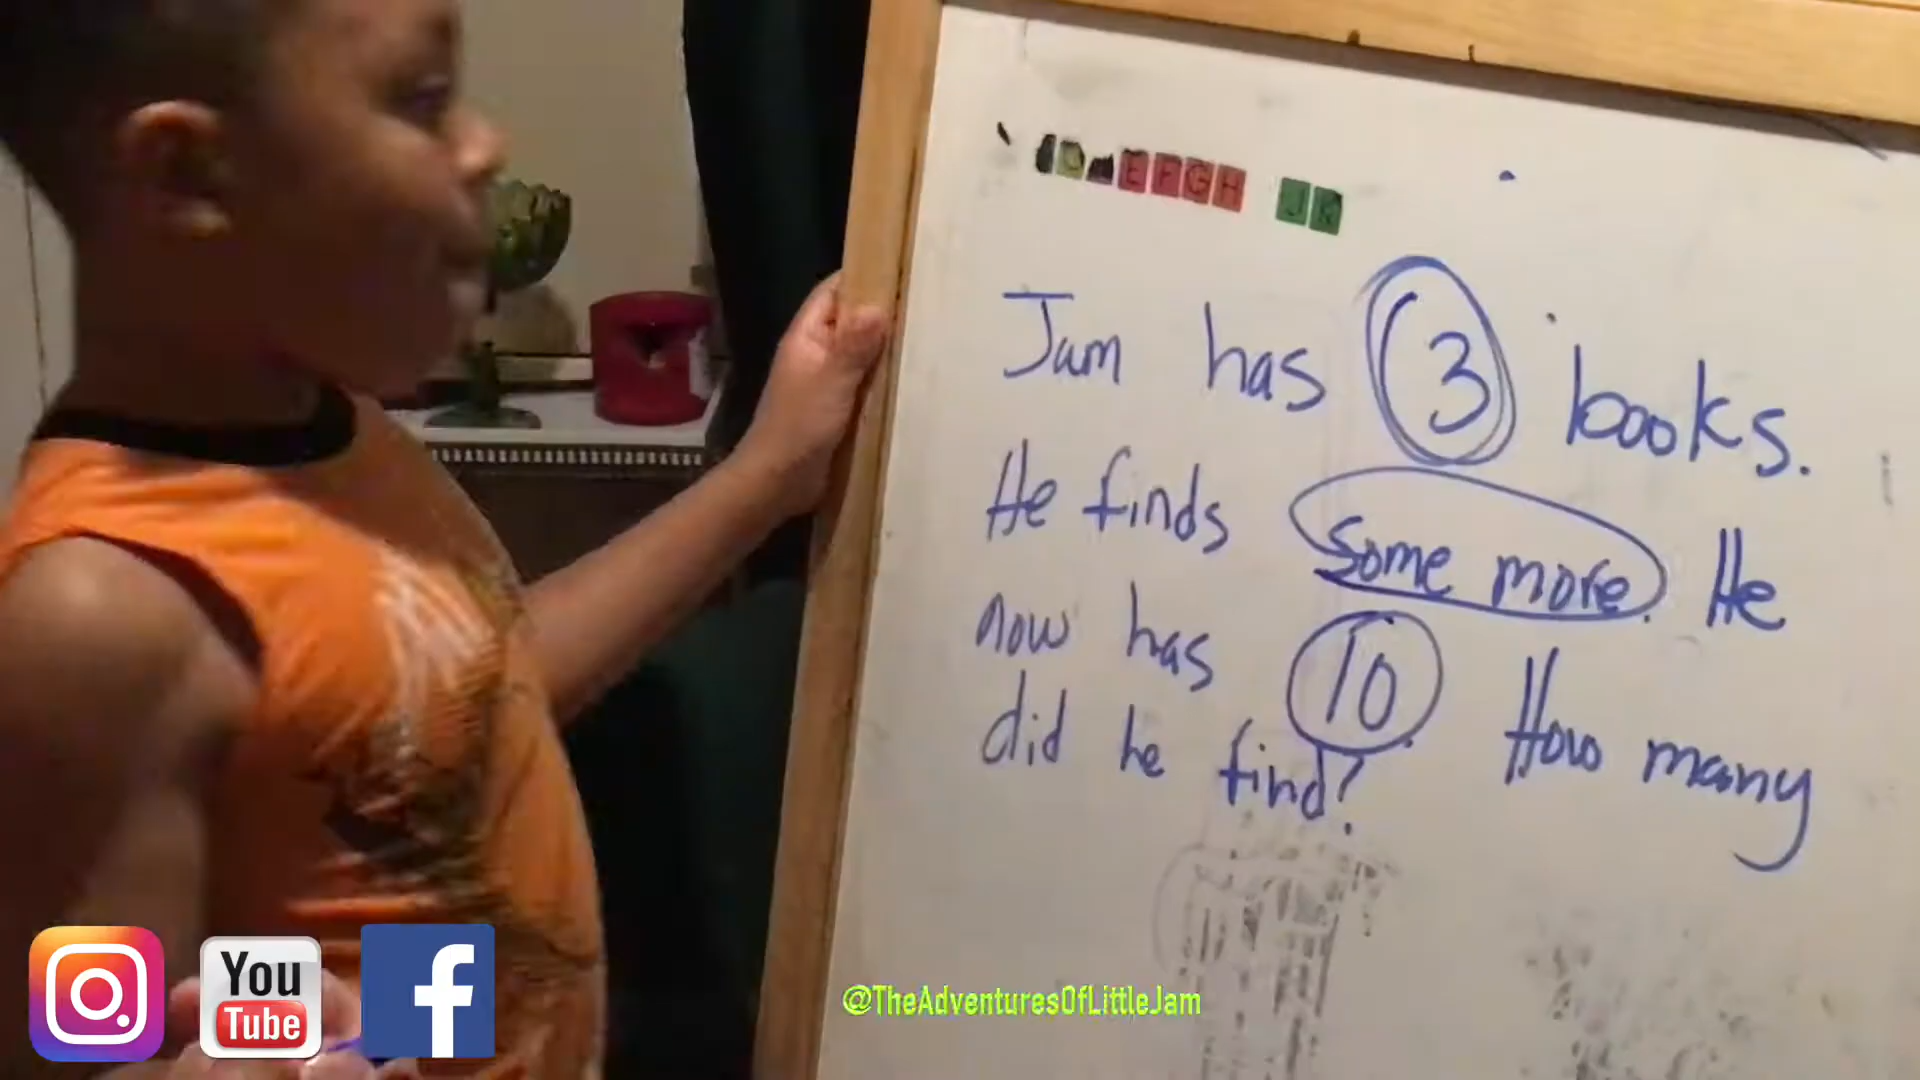 EFGH JK
Jam has 3 books.
He finds some more. He
now has 10. How many
did he find?
You
Tube
f
@TheAdventuresOfLittleJam